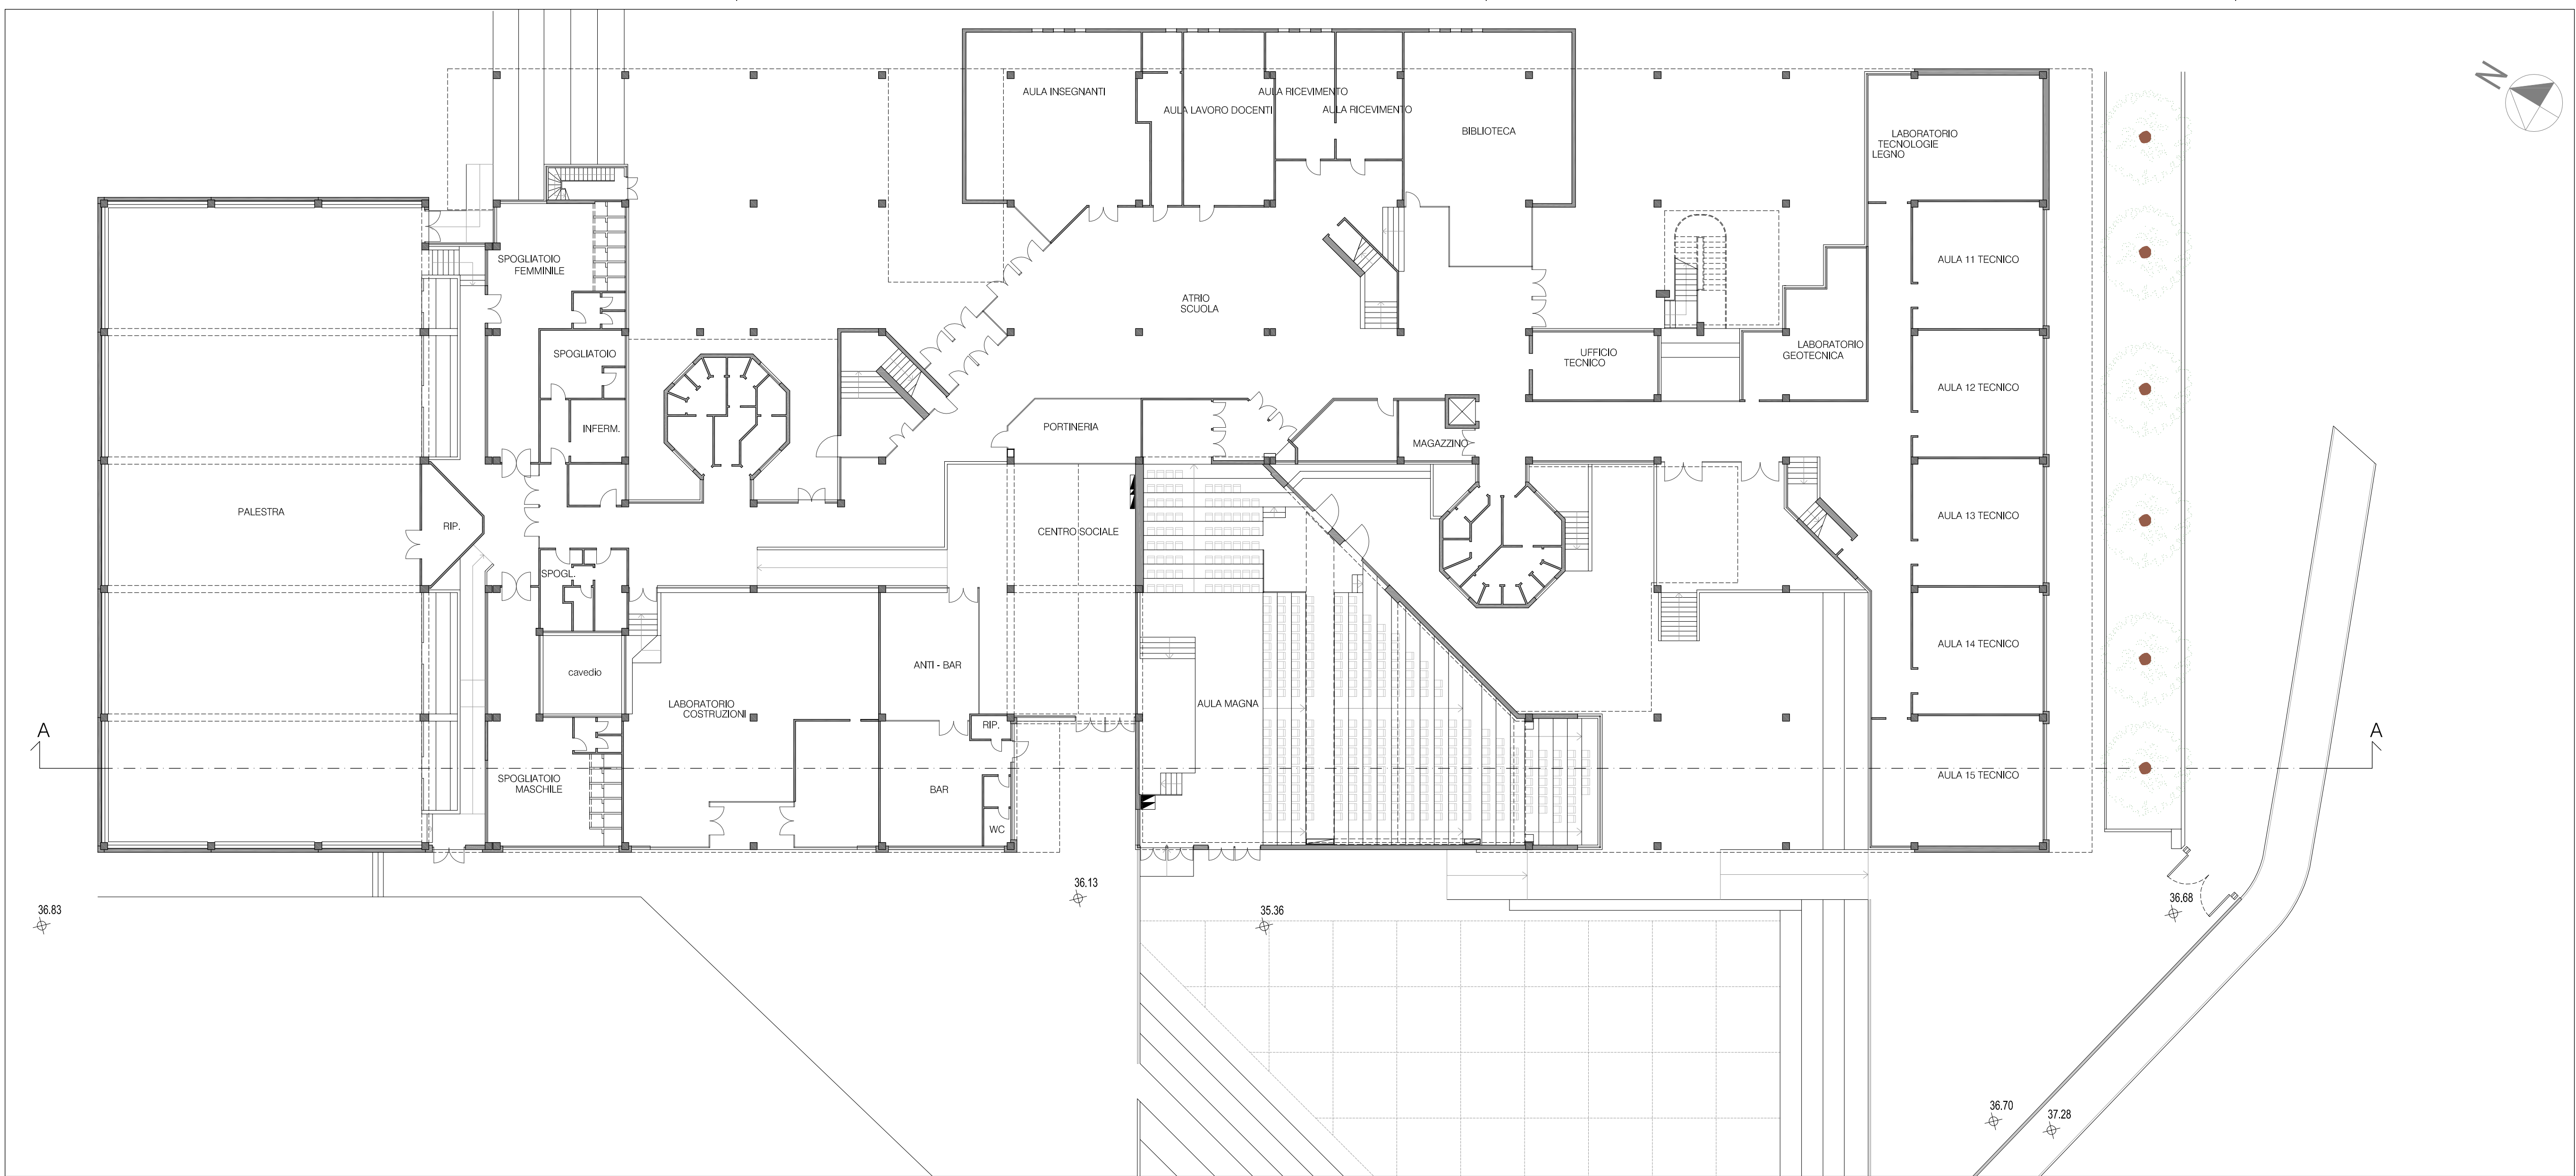 N
AULA INSEGNANTI
AULA LAVORO DOCENTI
AULA RICEVIMENTO
AULA RICEVIMENTO
BIBLIOTECA
LABORATORIO
TECNOLOGIE
LEGNO
SPOGLIATOIO
FEMMINILE
AULA 11 TECNICO
ATRIO
SCUOLA
SPOGLIATOIO
UFFICIO
TECNICO
LABORATORIO
GEOTECNICA
AULA 12 TECNICO
INFERM.
PORTINERIA
MAGAZZINO
PALESTRA
RIP.
CENTRO SOCIALE
AULA 13 TECNICO
SPOGL.
cavedio
ANTI - BAR
AULA 14 TECNICO
LABORATORIO
COSTRUZIONI
AULA MAGNA
RIP.
A
A
SPOGLIATOIO
MASCHILE
BAR
AULA 15 TECNICO
WC
36.83
36.13
35.36
36.68
36.70
37.28